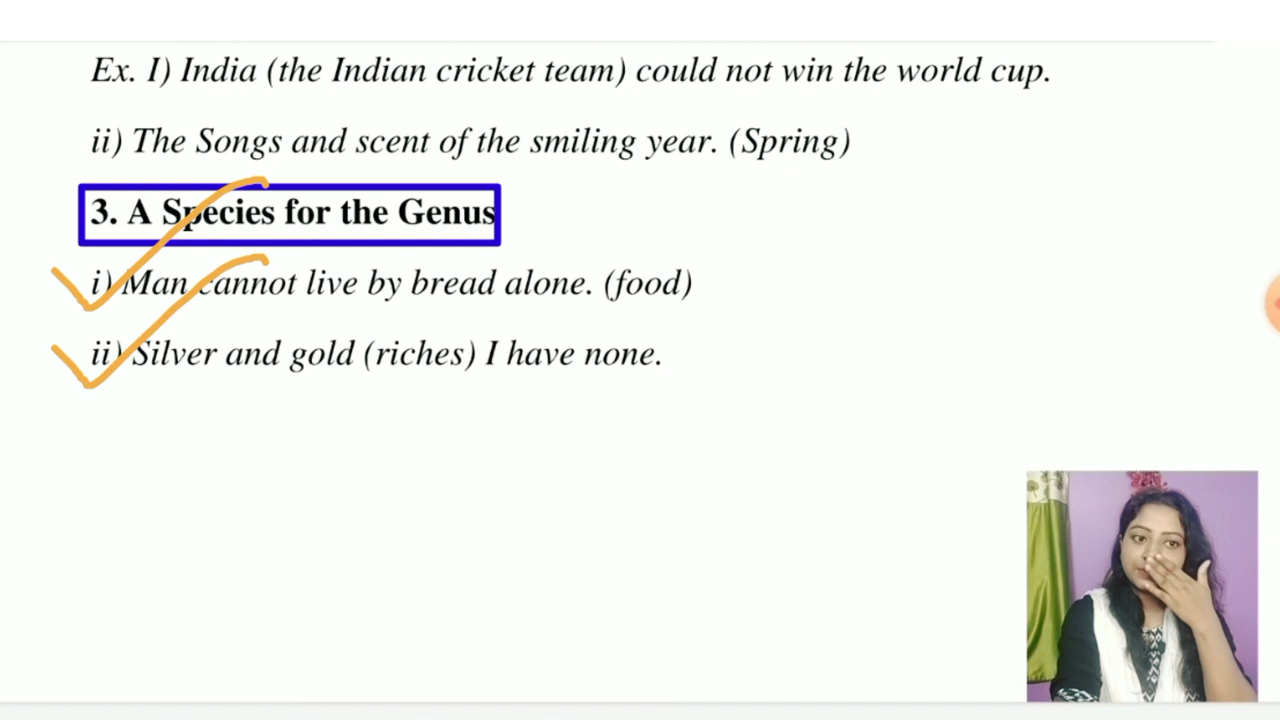 Ex. I) India (the Indian cricket team) could not win the world cup.
ii) The Songs and scent of the smiling year. (Spring)
3. A Species for the Genus
i) Man cannot live by bread alone. (food)
ii) Silver and gold (riches) I have none.